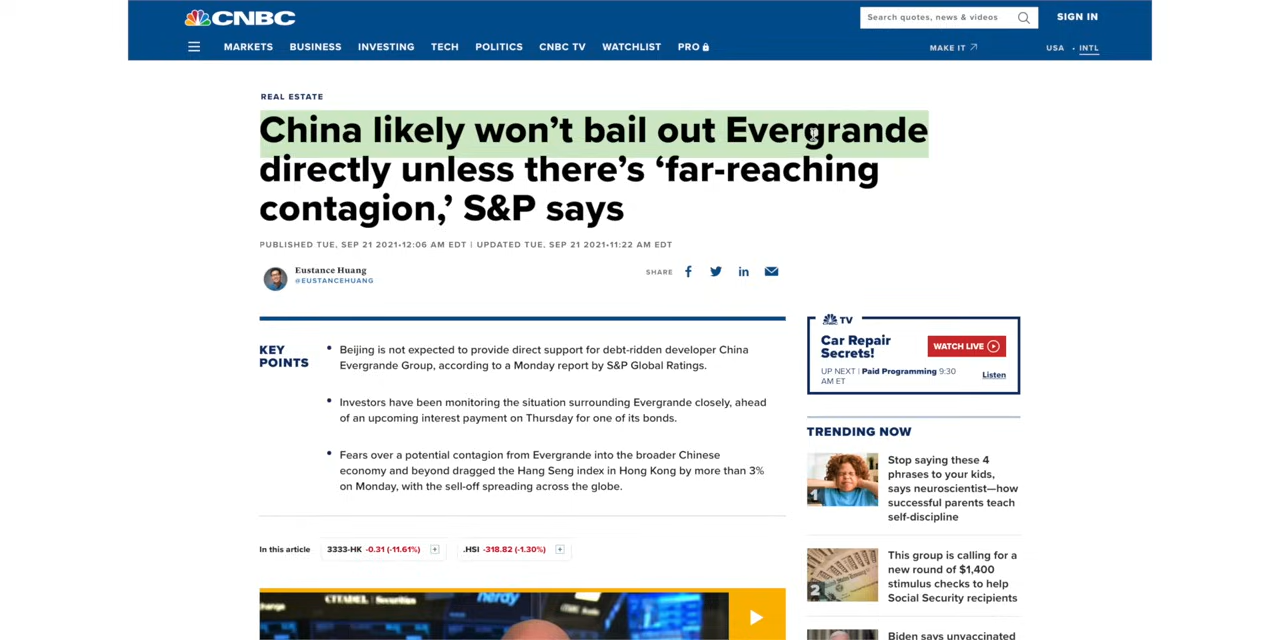 CNBC
Search quotes, news & videos
SIGN IN
MARKETS BUSINESS INVESTING TECH POLITICS CNBC TV WATCHLIST PRO
MAKE IT
USA • INTL
REAL ESTATE
China likely won’t bail out Evergrande
directly unless there’s ‘far-reaching
contagion,’ S&P says
PUBLISHED TUE, SEP 21 2021•12:06 AM EDT | UPDATED TUE, SEP 21 2021•11:22 AM EDT
Eustance Huang
@EUSTANCEHUANG
SHARE
KEY
POINTS
Beijing is not expected to provide direct support for debt-ridden developer China
Evergrande Group, according to a Monday report by S&P Global Ratings.
Investors have been monitoring the situation surrounding Evergrande closely, ahead
of an upcoming interest payment on Thursday for one of its bonds.
Fears over a potential contagion from Evergrande into the broader Chinese
economy and beyond dragged the Hang Seng index in Hong Kong by more than 3%
on Monday, with the sell-off spreading across the globe.
In this article
3333-HK -0.31 (-11.61%) +
.HSI -318.82 (-1.30%) +
CITADEL Securities
nerdy
TV
Car Repair
Secrets!
WATCH LIVE
UP NEXT | Paid Programming 9:30
AM ET
Listen
TRENDING NOW
1
Stop saying these 4
phrases to your kids,
says neuroscientist—how
successful parents teach
self-discipline
2
This group is calling for a
new round of $1,400
stimulus checks to help
Social Security recipients
Biden says unvaccinated